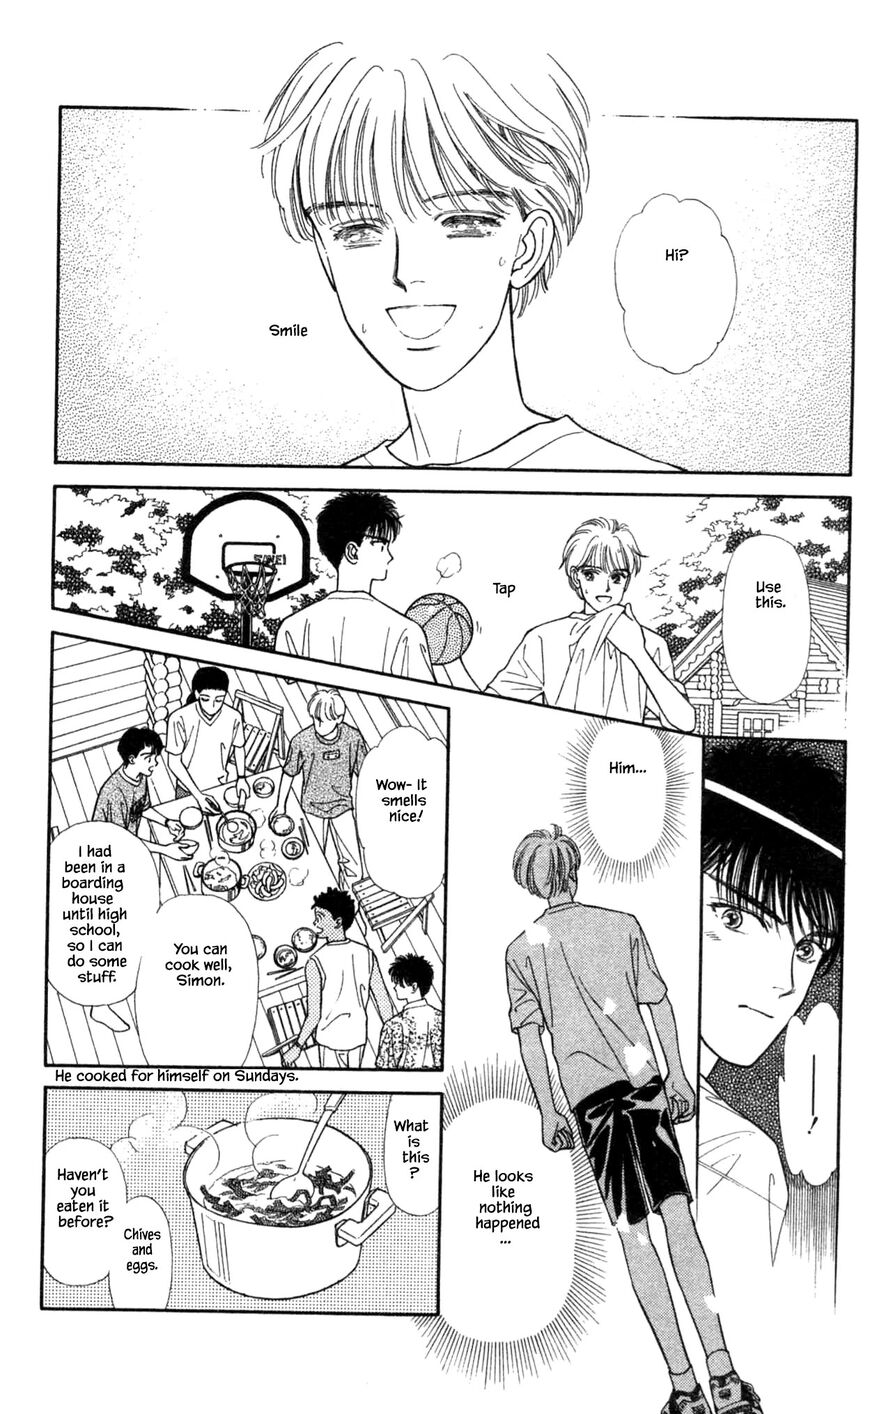 Hi?
Smile
Use
this.
Tap
Him...
!
Wow- It
smells
nice!
I had
been in a
boarding
house
until high
school,
so I can
do some
stuff.
You can
cook well,
Simon.
He cooked for himself on Sundays.
He looks
like
nothing
happened
...
What
is
this
?
Haven't
you
eaten it
before?
Chives
and
eggs.